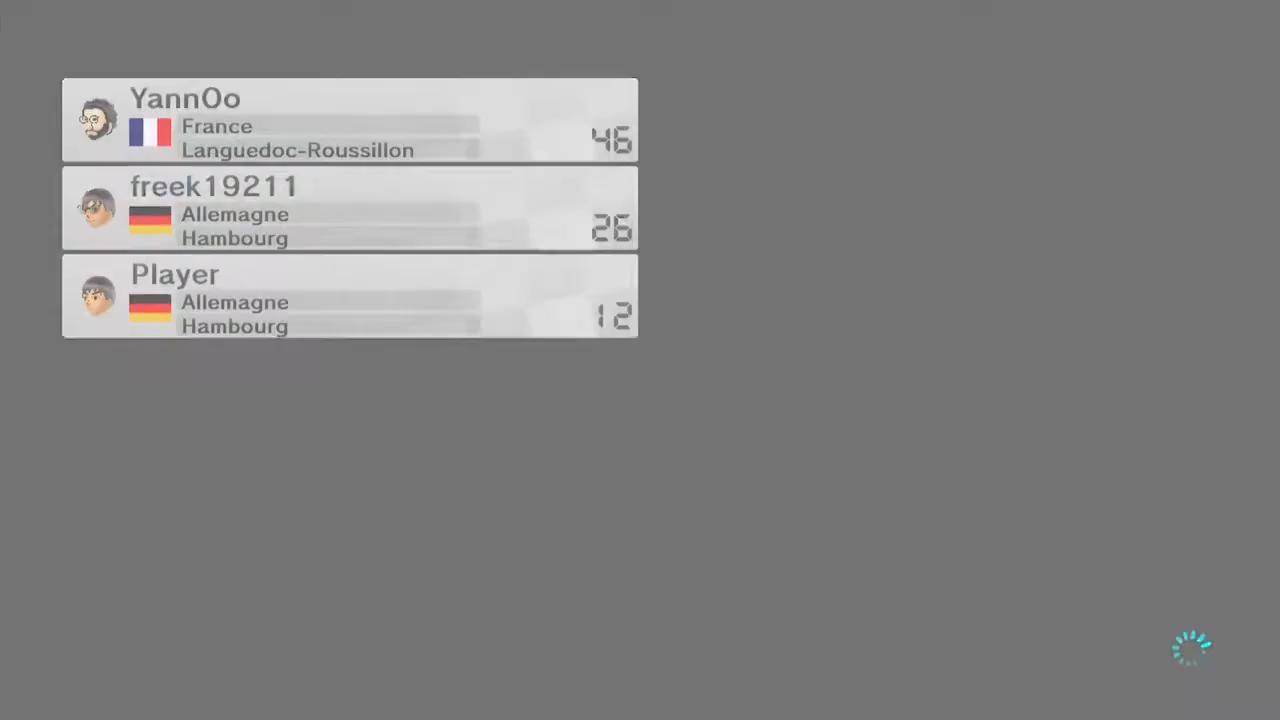 YannOo
France
Languedoc-Roussillon
46
freek19211
Allemagne
Hambourg
26
Player
Allemagne
Hambourg
12